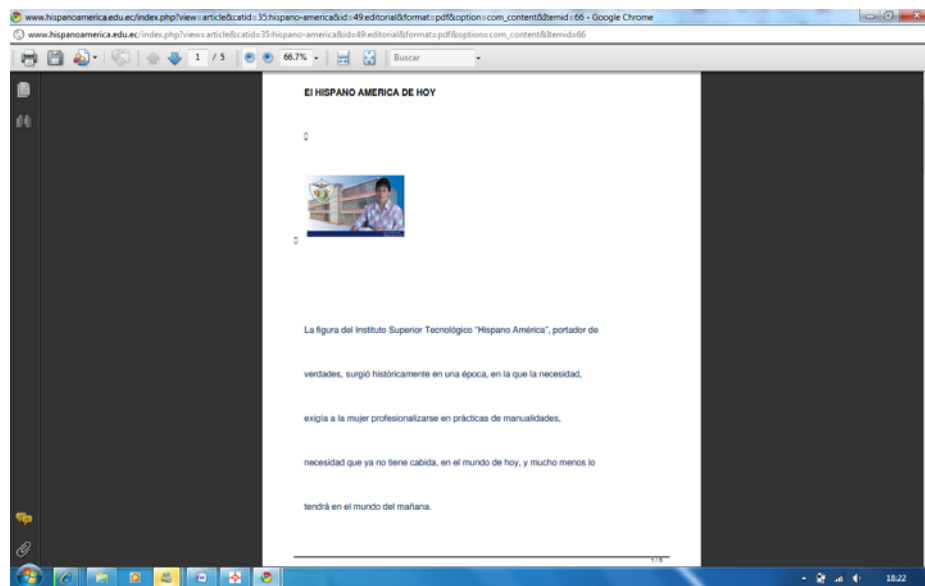 www.hispanoamerica.edu.ec/index.php?view=article&catid=35:hispano-america&id=49:editorial&format=pdf&option=com_content&Itemid=66 - Google Chrome
www.hispanoamerica.edu.ec/index.php?view=article&catid=35:hispano-america&id=49:editorial&format=pdf&option=com_content&Itemid=66
1 / 5 66.7% Buscar
El HISPANO AMERICA DE HOY
La figura del Instituto Superior Tecnológico "Hispano América", portador de
verdades, surgió históricamente en una época, en la que la necesidad,
exigía a la mujer profesionalizarse en prácticas de manualidades,
necesidad que ya no tiene cabida, en el mundo de hoy, y mucho menos lo
tendrá en el mundo del mañana.
1 / 5
18:22